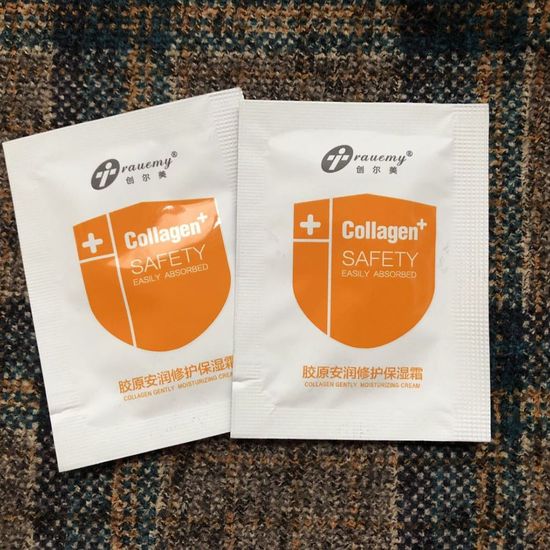 Trauemy®
创尔美
Collagen+
SAFETY
EASILY ABSORBED
胶原安润修护保湿霜
COLLAGEN GENTLY MOISTURIZING CREAM
Trauemy®
创尔美
Collagen+
SAFETY
EASILY ABSORBED
胶原安润修护保湿霜
COLLAGEN GENTLY MOISTURIZING CREAM